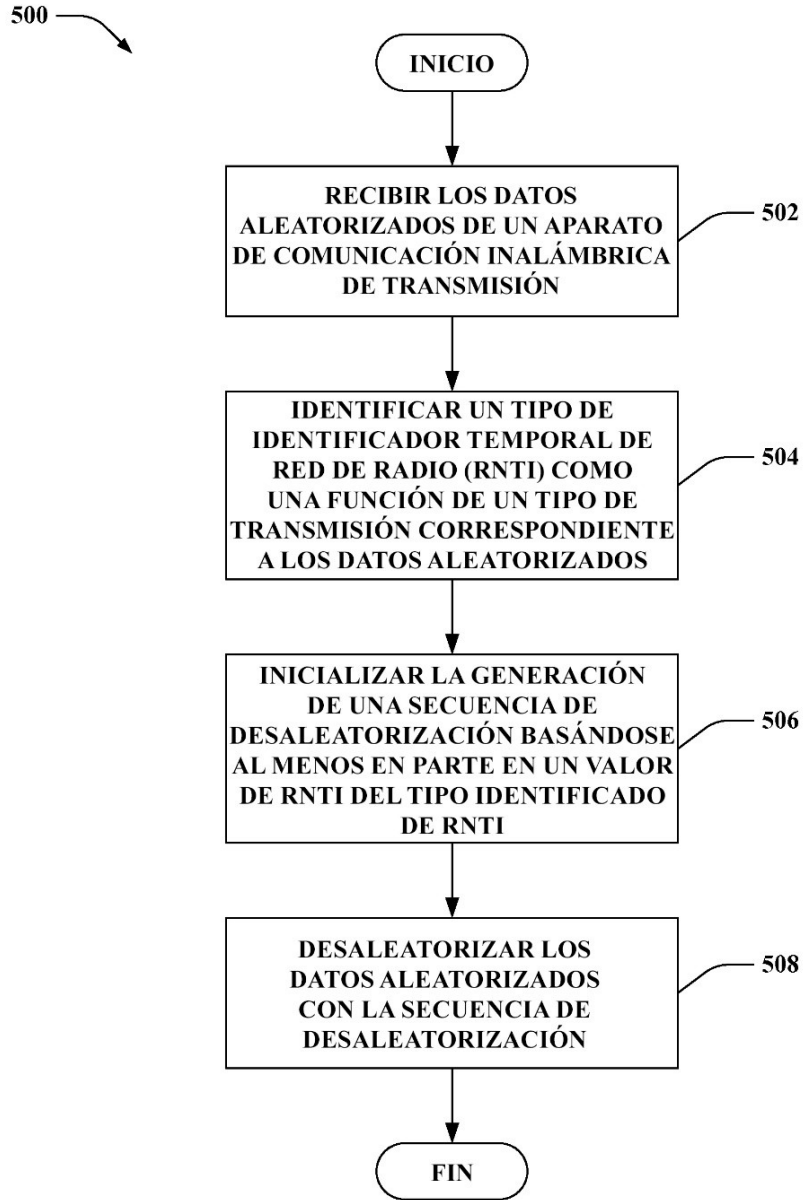 500
INICIO
RECIBIR LOS DATOS
ALEATORIZADOS DE UN APARATO
DE COMUNICACIÓN INALÁMBRICA
DE TRANSMISIÓN
502
IDENTIFICAR UN TIPO DE
IDENTIFICADOR TEMPORAL DE
RED DE RADIO (RNTI) COMO
UNA FUNCIÓN DE UN TIPO DE
TRANSMISIÓN CORRESPONDIENTE
A LOS DATOS ALEATORIZADOS
504
INICIALIZAR LA GENERACIÓN
DE UNA SECUENCIA DE
DESALEATORIZACIÓN BASÁNDOSE
AL MENOS EN PARTE EN UN VALOR
DE RNTI DEL TIPO IDENTIFICADO
DE RNTI
506
DESALEATORIZAR LOS
DATOS ALEATORIZADOS
CON LA SECUENCIA DE
DESALEATORIZACIÓN
508
FIN